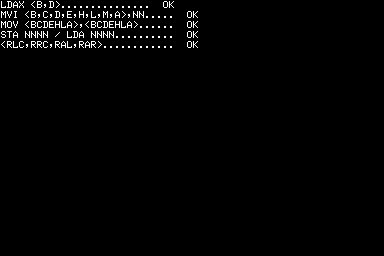 LDAX <B,D>............... OK
MVI <B,C,D,E,H,L,M,A>,NN..... OK
MOV <BCDEHLA>,<BCDEHLA>...... OK
STA NNNN / LDA NNNN.......... OK
<RLC,RRC,RAL,RAR>............ OK